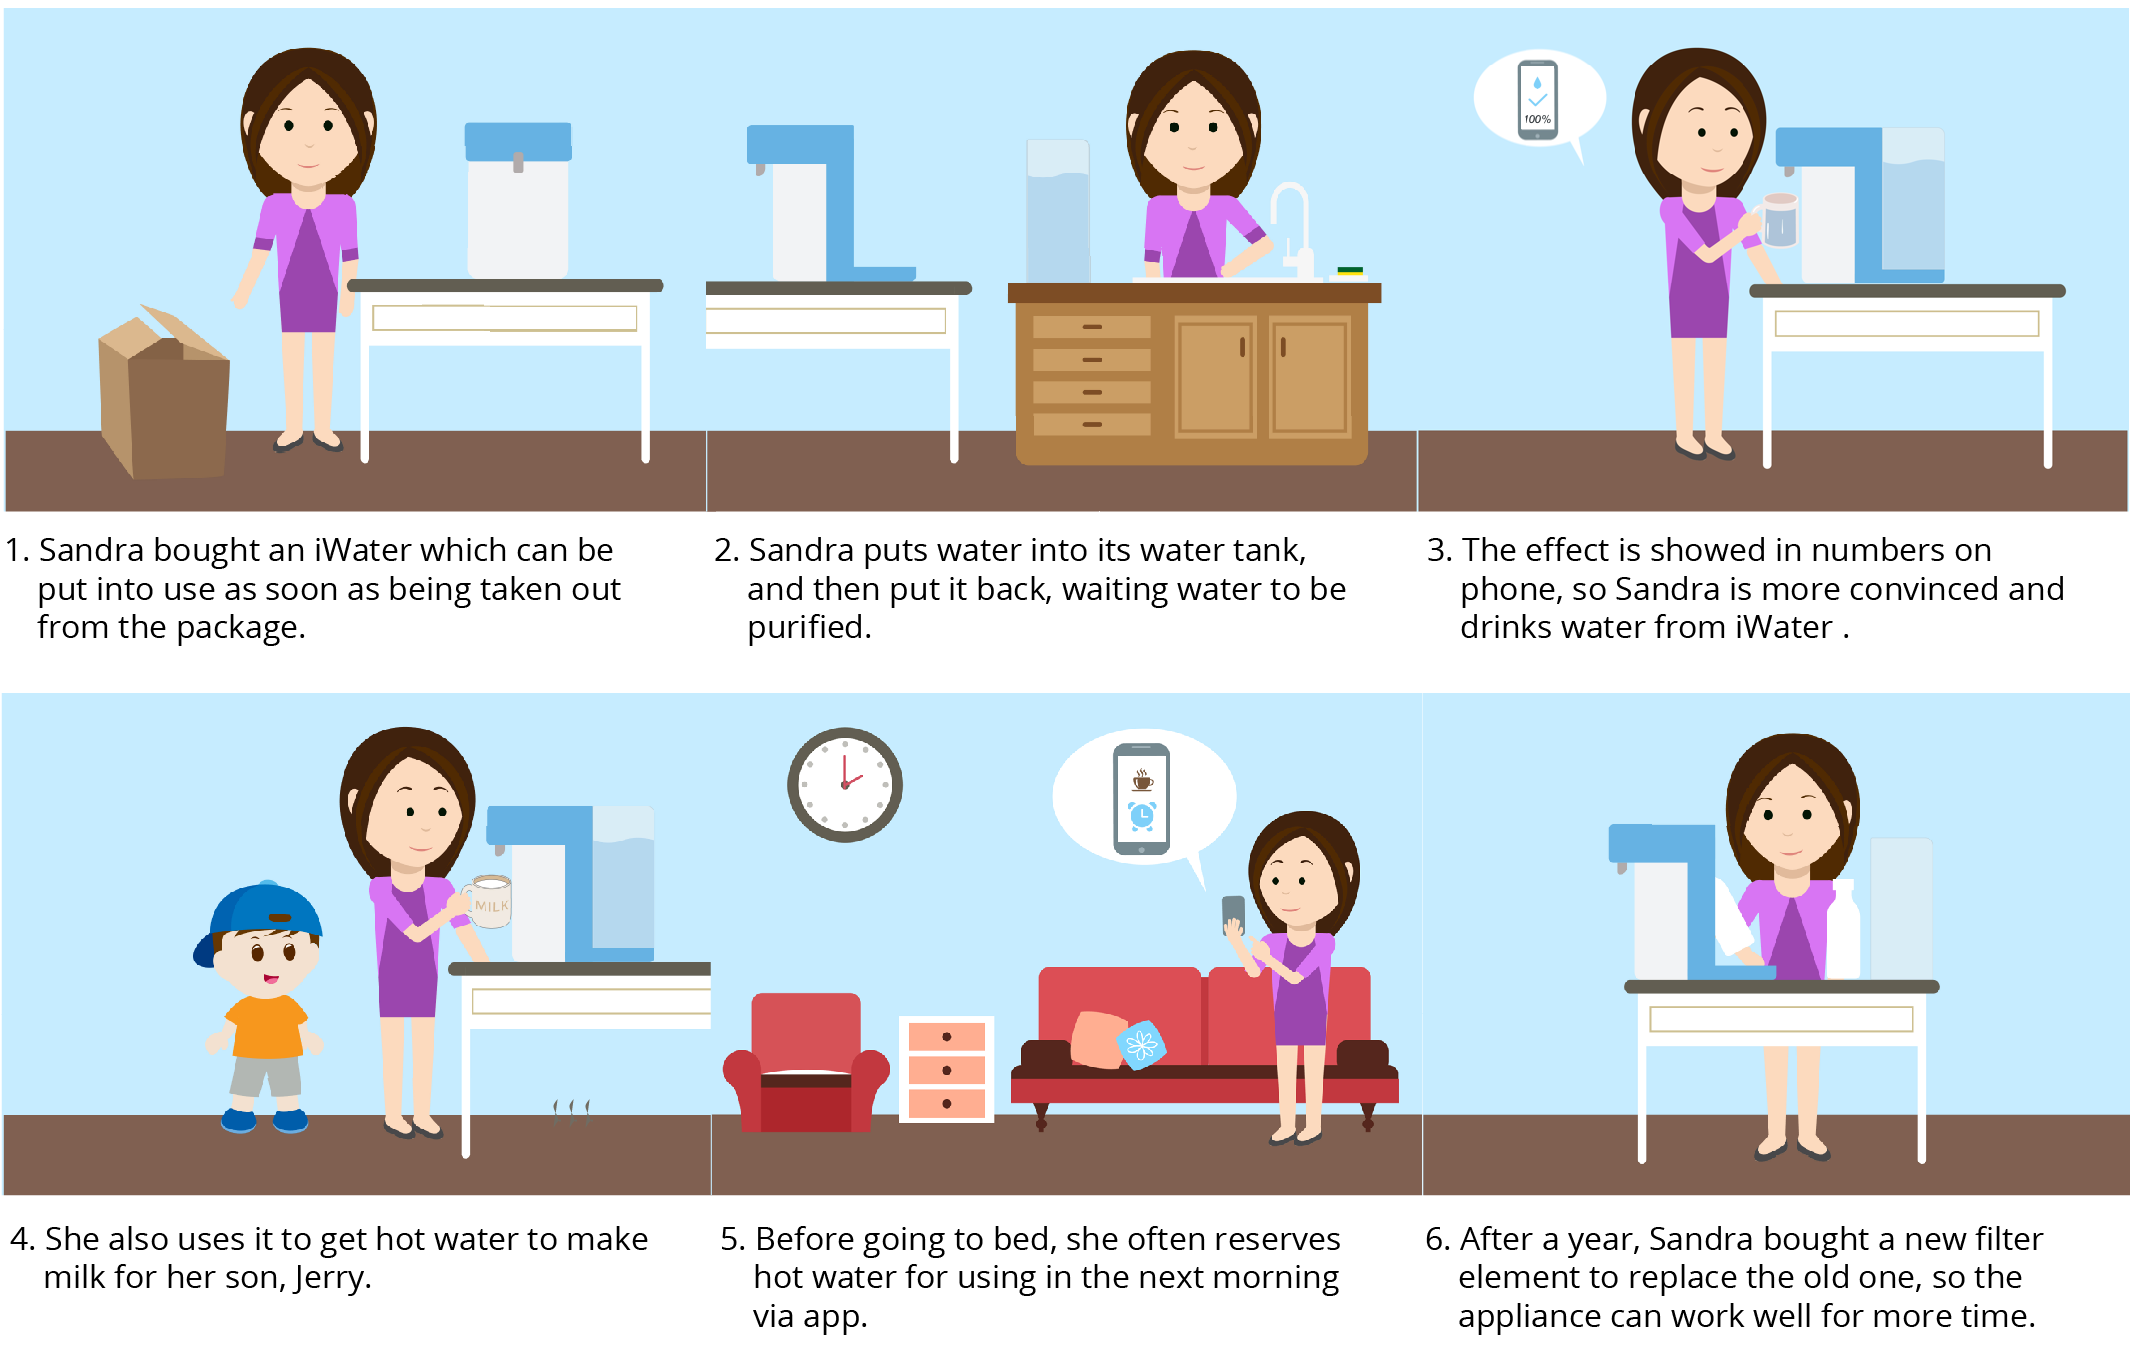 100%
1. Sandra bought an iWater which can be
put into use as soon as being taken out
from the package.
2. Sandra puts water into its water tank,
and then put it back, waiting water to be
purified.
3. The effect is showed in numbers on
phone, so Sandra is more convinced and
drinks water from iWater .
MILK
4. She also uses it to get hot water to make
milk for her son, Jerry.
5. Before going to bed, she often reserves
hot water for using in the next morning
via app.
6. After a year, Sandra bought a new filter
element to replace the old one, so the
appliance can work well for more time.